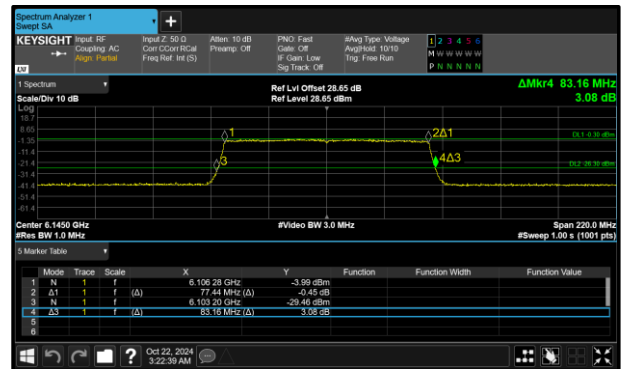 Spectrum Analyzer 1
Swept SA
+
KEYSIGHT
Input: RF
Coupling: AC
Align: Partial
Input Z: 50 Ω
Corr CCorr RCal
Freq Ref: Int (S)
Atten: 10 dB
Preamp: Off
PNO: Fast
Gate: Off
IF Gain: Low
Sig Track: Off
#Avg Type: Voltage
Avg|Hold: 10/10
Trig: Free Run
1 2 3 4 5 6
M W W W W W
P N N N N N
LXI
1 Spectrum
Scale/Div 10 dB
Ref Lvl Offset 28.65 dB
Ref Level 28.65 dBm
ΔMkr4 83.16 MHz
3.08 dB
Log
18.7
8.65
-1.35
-11.4
-21.4
-31.4
-41.4
-51.4
-61.4
1
2Δ1
DL1 -0.30 dBm
3
4Δ3
DL2 -26.30 dBm
Center 6.1450 GHz
#Video BW 3.0 MHz
Span 220.0 MHz
#Res BW 1.0 MHz
#Sweep 1.00 s (1001 pts)
5 Marker Table
Mode Trace Scale X Y Function Function Width Function Value
1 N 1 f 6.106 28 GHz -3.99 dBm
2 Δ1 1 f (Δ) 77.44 MHz (Δ) -0.45 dB
3 N 1 f 6.103 20 GHz -29.46 dBm
4 Δ3 1 f (Δ) 83.16 MHz (Δ) 3.08 dB
5
6
?
Oct 22, 2024
3:22:39 AM